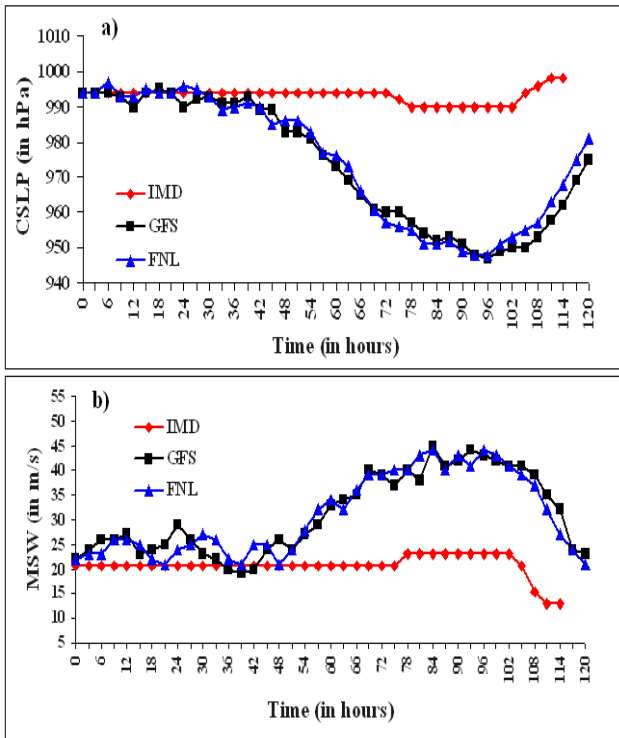 a)
1010
1000
990
980
970
960
950
940
CSLP (in hPa)
IMD
GFS
FNL
0 6 12 18 24 30 36 42 48 54 60 66 72 78 84 90 96 102 108 114 120
Time (in hours)
b)
55
50
45
40
35
30
25
20
15
10
5
MSW (in m/s)
IMD
GFS
FNL
0 6 12 18 24 30 36 42 48 54 60 66 72 78 84 90 96 102 108 114 120
Time (in hours)